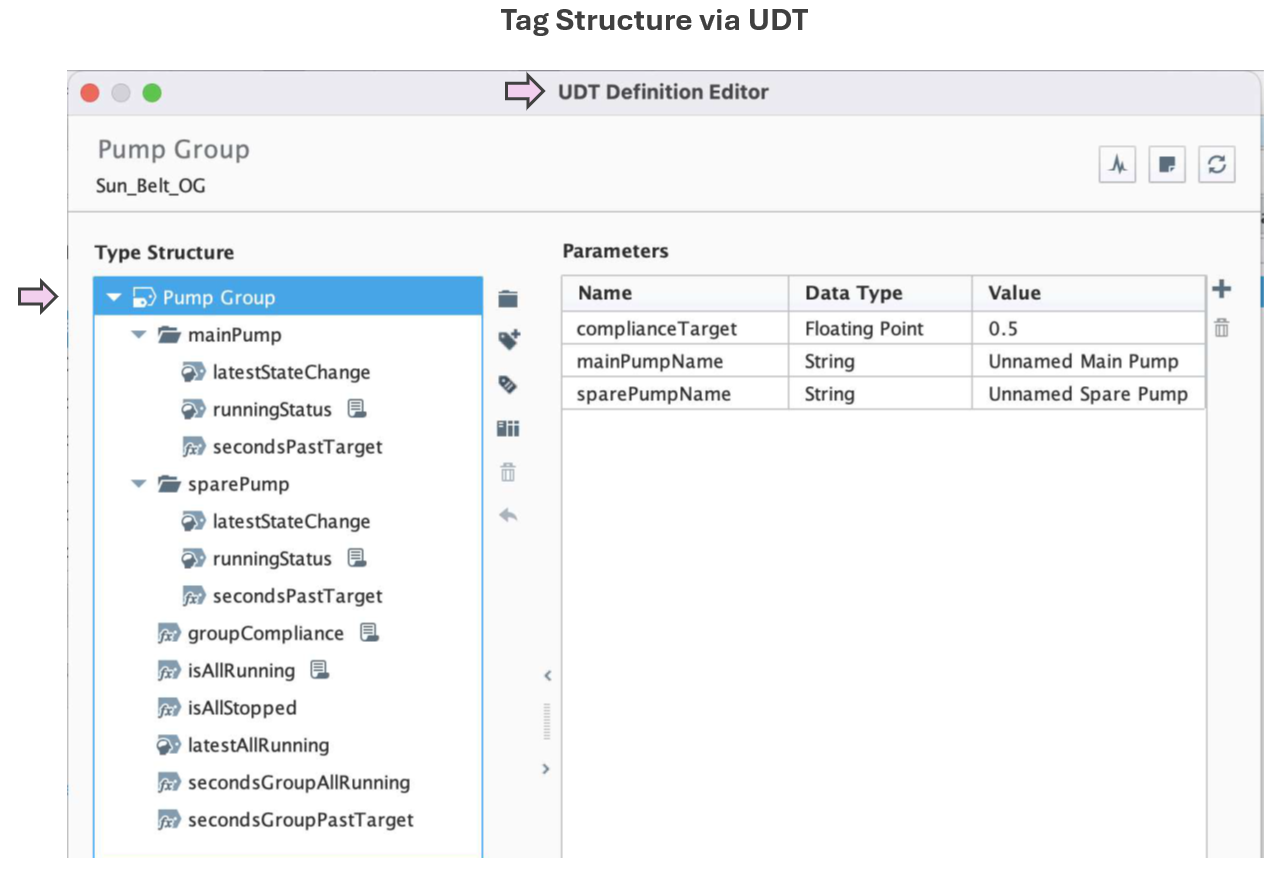 Tag Structure via UDT
UDT Definition Editor
Pump Group
Sun_Belt_OG
Type Structure
Pump Group
mainPump
latestStateChange
runningStatus
secondsPastTarget
sparePump
latestStateChange
runningStatus
secondsPastTarget
groupCompliance
isAllRunning
isAllStopped
latestAllRunning
secondsGroupAllRunning
secondsGroupPastTarget
Parameters
Name Data Type Value
complianceTarget Floating Point 0.5
mainPumpName String Unnamed Main Pump
sparePumpName String Unnamed Spare Pump